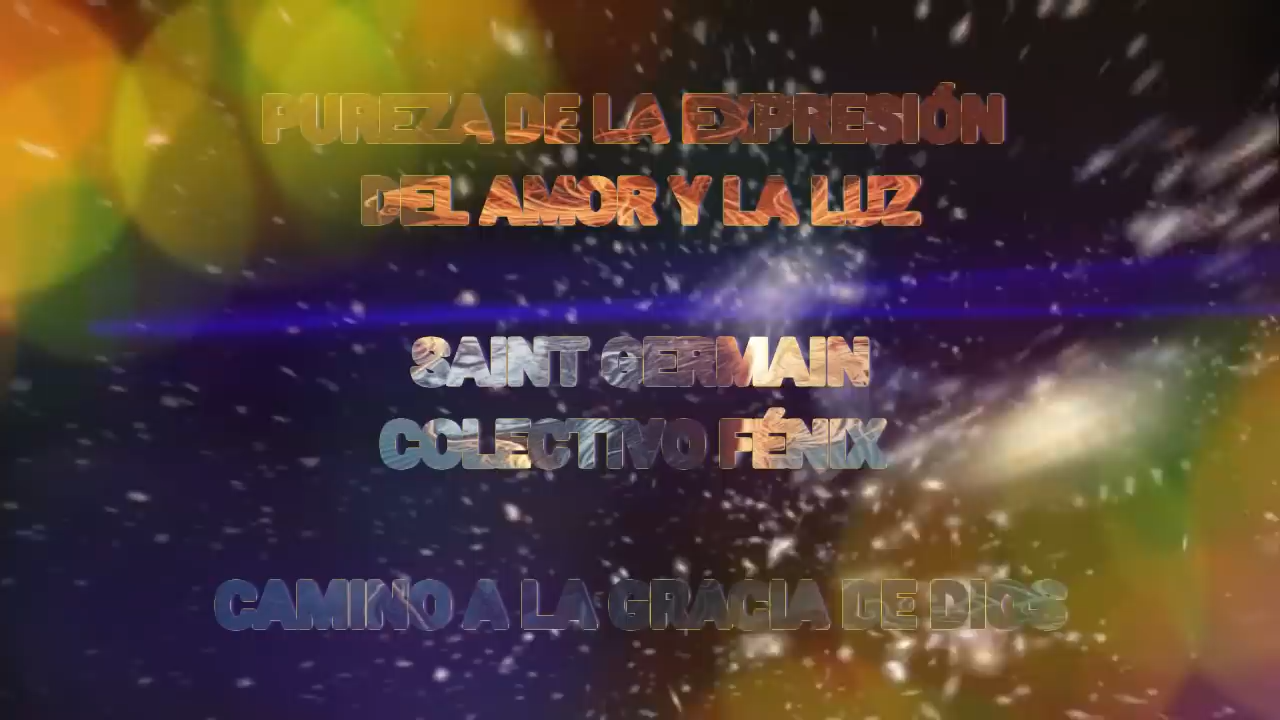 PUREZA DE LA EXPRESIÓN
DEL AMOR Y LA LUZ
SAINT GERMAIN
COLECTIVO FÉNIX
CAMINO A LA GRACIA DE DIOS